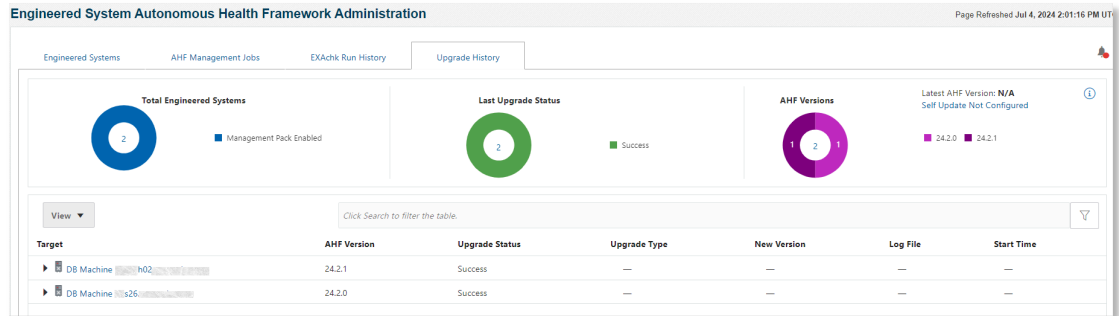 Engineered System Autonomous Health Framework Administration
Page Refreshed Jul 4, 2024 2:01:16 PM UTC
Engineered Systems AHF Management Jobs EXAchk Run History Upgrade History
Total Engineered Systems
2
Management Pack Enabled
Last Upgrade Status
2
Success
AHF Versions
1 2 1
Latest AHF Version: N/A
Self Update Not Configured
24.2.0 24.2.1
View
Click Search to filter the table.
Target AHF Version Upgrade Status Upgrade Type New Version Log File Start Time
DB Machine h02 24.2.1 Success — — — —
DB Machine s26 24.2.0 Success — — — —